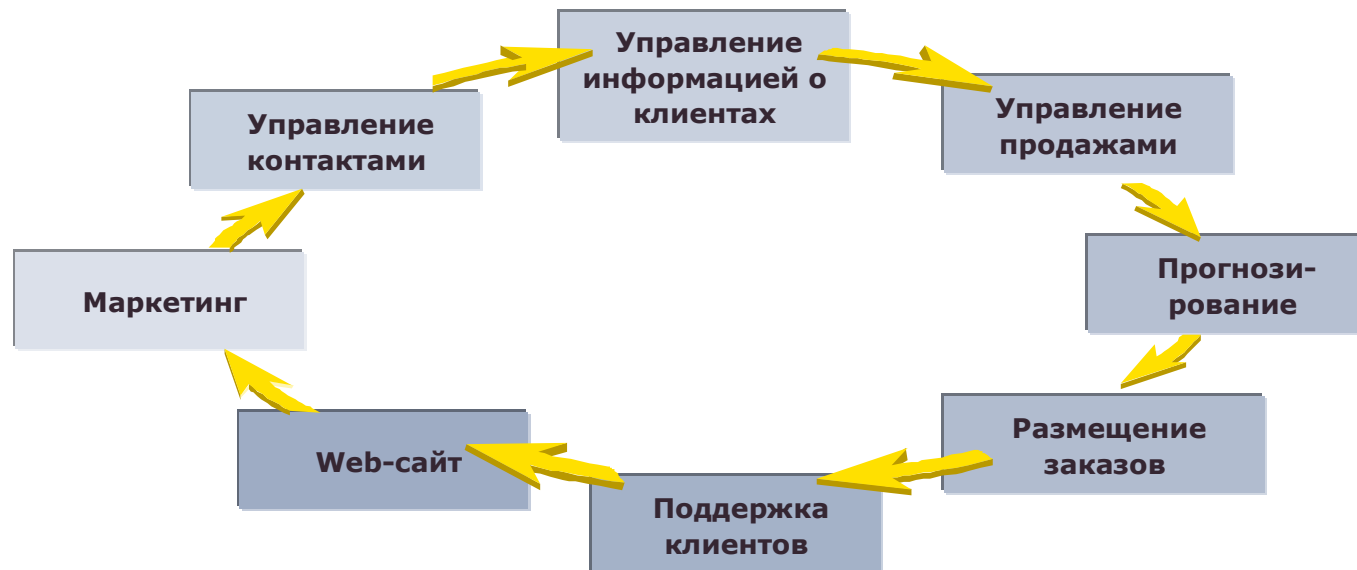 Управление
информацией о
клиентах
Управление
контактами
Управление
продажами
Маркетинг
Прогнози-
рование
Web-сайт
Размещение
заказов
Поддержка
клиентов